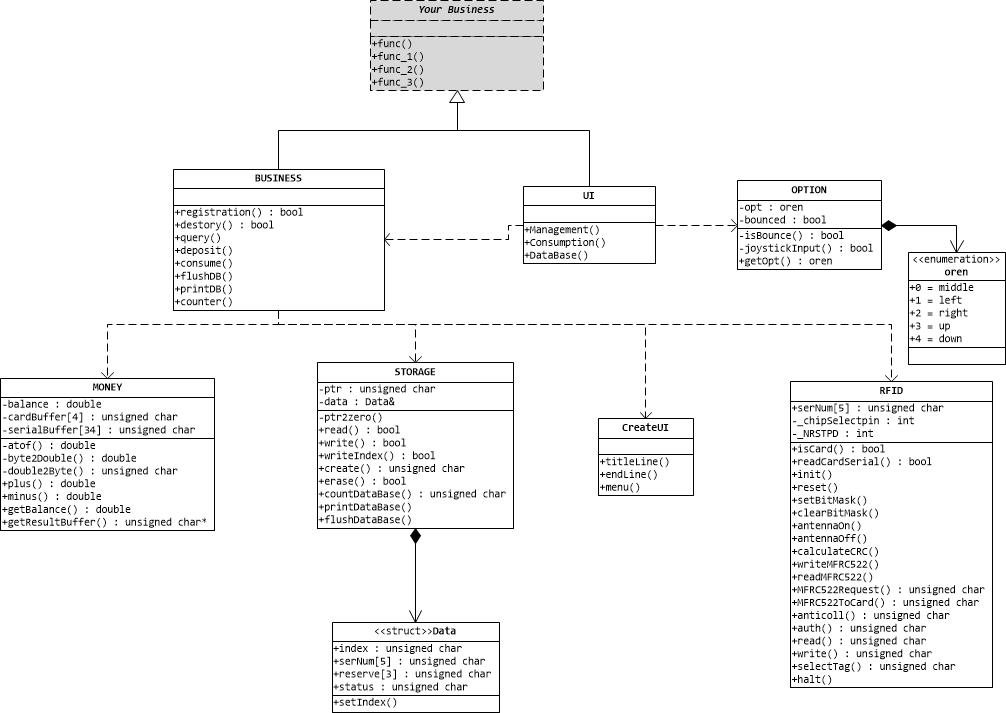 Your Business
+func()
+func_1()
+func_2()
+func_3()
BUSINESS
+registration() : bool
+destory() : bool
+query()
+deposit()
+consume()
+flushDB()
+printDB()
+counter()
UI
+Management()
+Consumption()
+DataBase()
OPTION
-opt : oren
-bounced : bool
-isBounce() : bool
-joystickInput() : bool
+getOpt() : oren
<<enumeration>>
oren
+0 = middle
+1 = left
+2 = right
+3 = up
+4 = down
MONEY
-balance : double
-cardBuffer[4] : unsigned char
-serialBuffer[34] : unsigned char
-atof() : double
-byte2Double() : double
-double2Byte() : unsigned char
+plus() : double
+minus() : double
+getBalance() : double
+getResultBuffer() : unsigned char*
STORAGE
-ptr : unsigned char
-data : Data&
-ptr2zero()
+read() : bool
+write() : bool
+writeIndex() : bool
+create() : unsigned char
+erase() : bool
+countDataBase() : unsigned char
+printDataBase()
+flushDataBase()
CreateUI
+titleLine()
+endLine()
+menu()
RFID
+serNum[5] : unsigned char
-_chipSelectpin : int
-_NRSTPD : int
+isCard() : bool
+readCardSerial() : bool
+init()
+reset()
+setBitMask()
+clearBitMask()
+antennaOn()
+antennaOff()
+calculateCRC()
+writeMFRC522()
+readMFRC522()
+MFRC522Request() : unsigned char
+MFRC522ToCard() : unsigned char
+anticoll() : unsigned char
+auth() : unsigned char
+read() : unsigned char
+write() : unsigned char
+selectTag() : unsigned char
+halt()
<<struct>>Data
+index : unsigned char
+serNum[5] : unsigned char
+reserve[3] : unsigned char
+status : unsigned char
+setIndex()